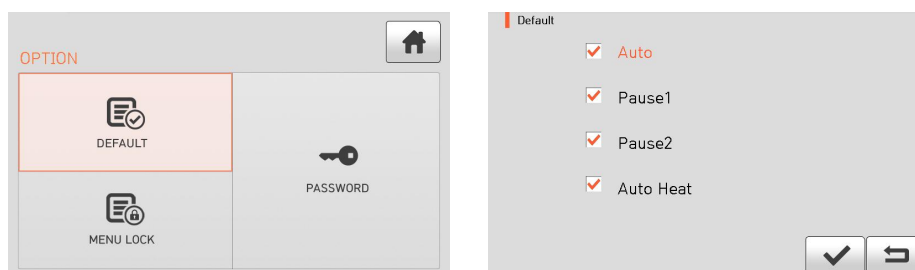 OPTION
DEFAULT
MENU LOCK
PASSWORD
Default
Auto
Pause1
Pause2
Auto Heat